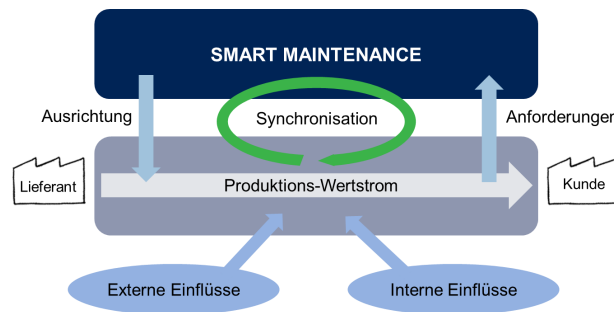 SMART MAINTENANCE
Ausrichtung
Synchronisation
Anforderungen
Lieferant
Produktions-Wertstrom
Kunde
Externe Einflüsse
Interne Einflüsse